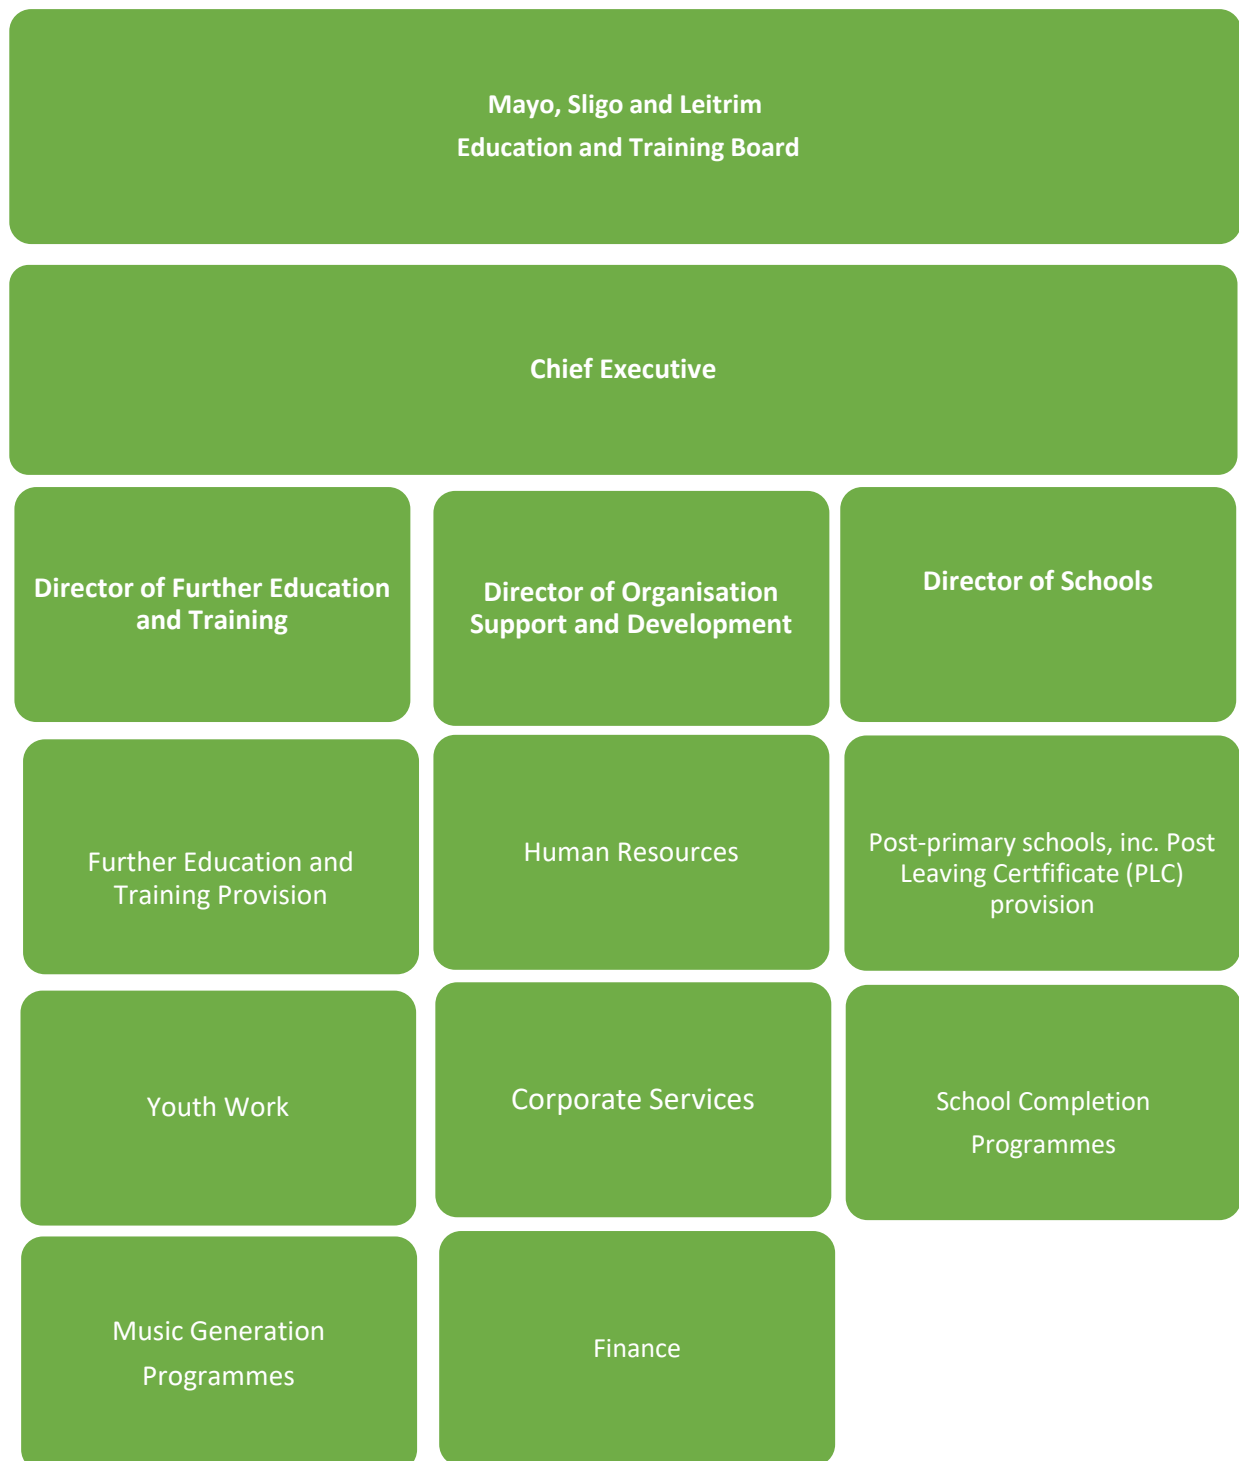 Mayo, Sligo and Leitrim
Education and Training Board
Chief Executive
Director of Further Education
and Training
Director of Organisation
Support and Development
Director of Schools
Further Education and
Training Provision
Human Resources
Post-primary schools, inc. Post
Leaving Certfificate (PLC)
provision
Youth Work
Corporate Services
School Completion
Programmes
Music Generation
Programmes
Finance